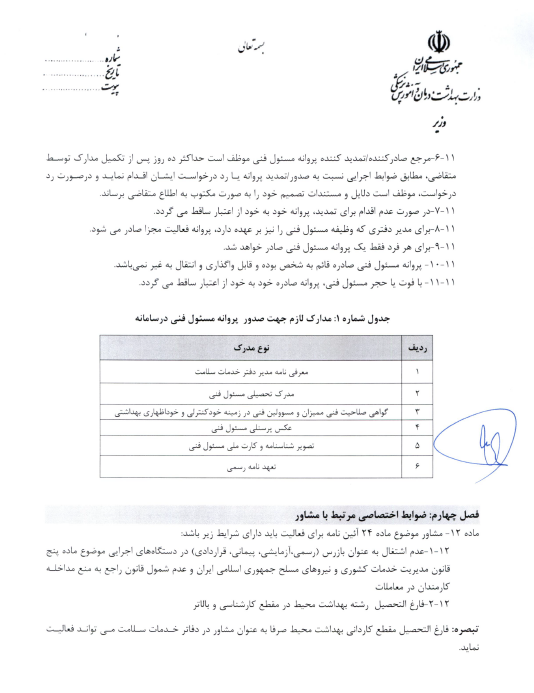 بسمه تعالی
جمهوری اسلامی ایران
وزارت بهداشت، درمان و آموزش پزشکی
وزیر
شماره ....................
تاریخ ....................
پیوست ....................
۱۱-۶-مرجع صادرکننده/تمدید کننده پروانه مسئول فنی موظف است حداکثر ده روز پس از تکمیل مدارک توسط
متقاضی، مطابق ضوابط اجرایی نسبت به صدور/تمدید پروانه یا رد درخواست ایشان اقدام نماید و درصورت رد
درخواست، موظف است دلایل و مستندات تصمیم خود را به صورت مکتوب به اطلاع متقاضی برساند.
۱۱-۷-در صورت عدم اقدام برای تمدید، پروانه خود به خود از اعتبار ساقط می گردد.
۱۱-۸-برای مدیر دفتری که وظیفه مسئول فنی را نیز بر عهده دارد، پروانه فعالیت مجزا صادر می شود.
۱۱-۹-برای هر فرد فقط یک پروانه مسئول فنی صادر خواهد شد.
۱۱-۱۰- پروانه مسئول فنی صادره قائم به شخص بوده و قابل واگذاری و انتقال به غیر نمی‌باشد.
۱۱-۱۱- با فوت یا حجر مسئول فنی، پروانه صادره خود به خود از اعتبار ساقط می گردد.
جدول شماره ۱: مدارک لازم جهت صدور پروانه مسئول فنی درسامانه
ردیف نوع مدرک
۱ معرفی نامه مدیر دفتر خدمات سلامت
۲ مدرک تحصیلی مسئول فنی
۳ گواهی صلاحیت فنی ممیزان و مسوولین فنی در زمینه خودکنترلی و خوداظهاری بهداشتی
۴ عکس پرسنلی مسئول فنی
۵ تصویر شناسنامه و کارت ملی مسئول فنی
۶ تعهد نامه رسمی
فصل چهارم: ضوابط اختصاصی مرتبط با مشاور
ماده ۱۲- مشاور موضوع ماده ۲۴ آئین نامه برای فعالیت باید دارای شرایط زیر باشد:
۱۲-۱-عدم اشتغال به عنوان بازرس (رسمی،آزمایشی، پیمانی، قراردادی) در دستگاه‌های اجرایی موضوع ماده پنج
قانون مدیریت خدمات کشوری و نیروهای مسلح جمهوری اسلامی ایران و عدم شمول قانون راجع به منع مداخله
کارمندان در معاملات
۱۲-۲-فارغ التحصیل رشته بهداشت محیط در مقطع کارشناسی و بالاتر
تبصره: فارغ التحصیل مقطع کاردانی بهداشت محیط صرفا به عنوان مشاور در دفاتر خدمات سلامت می تواند فعالیت
نماید.